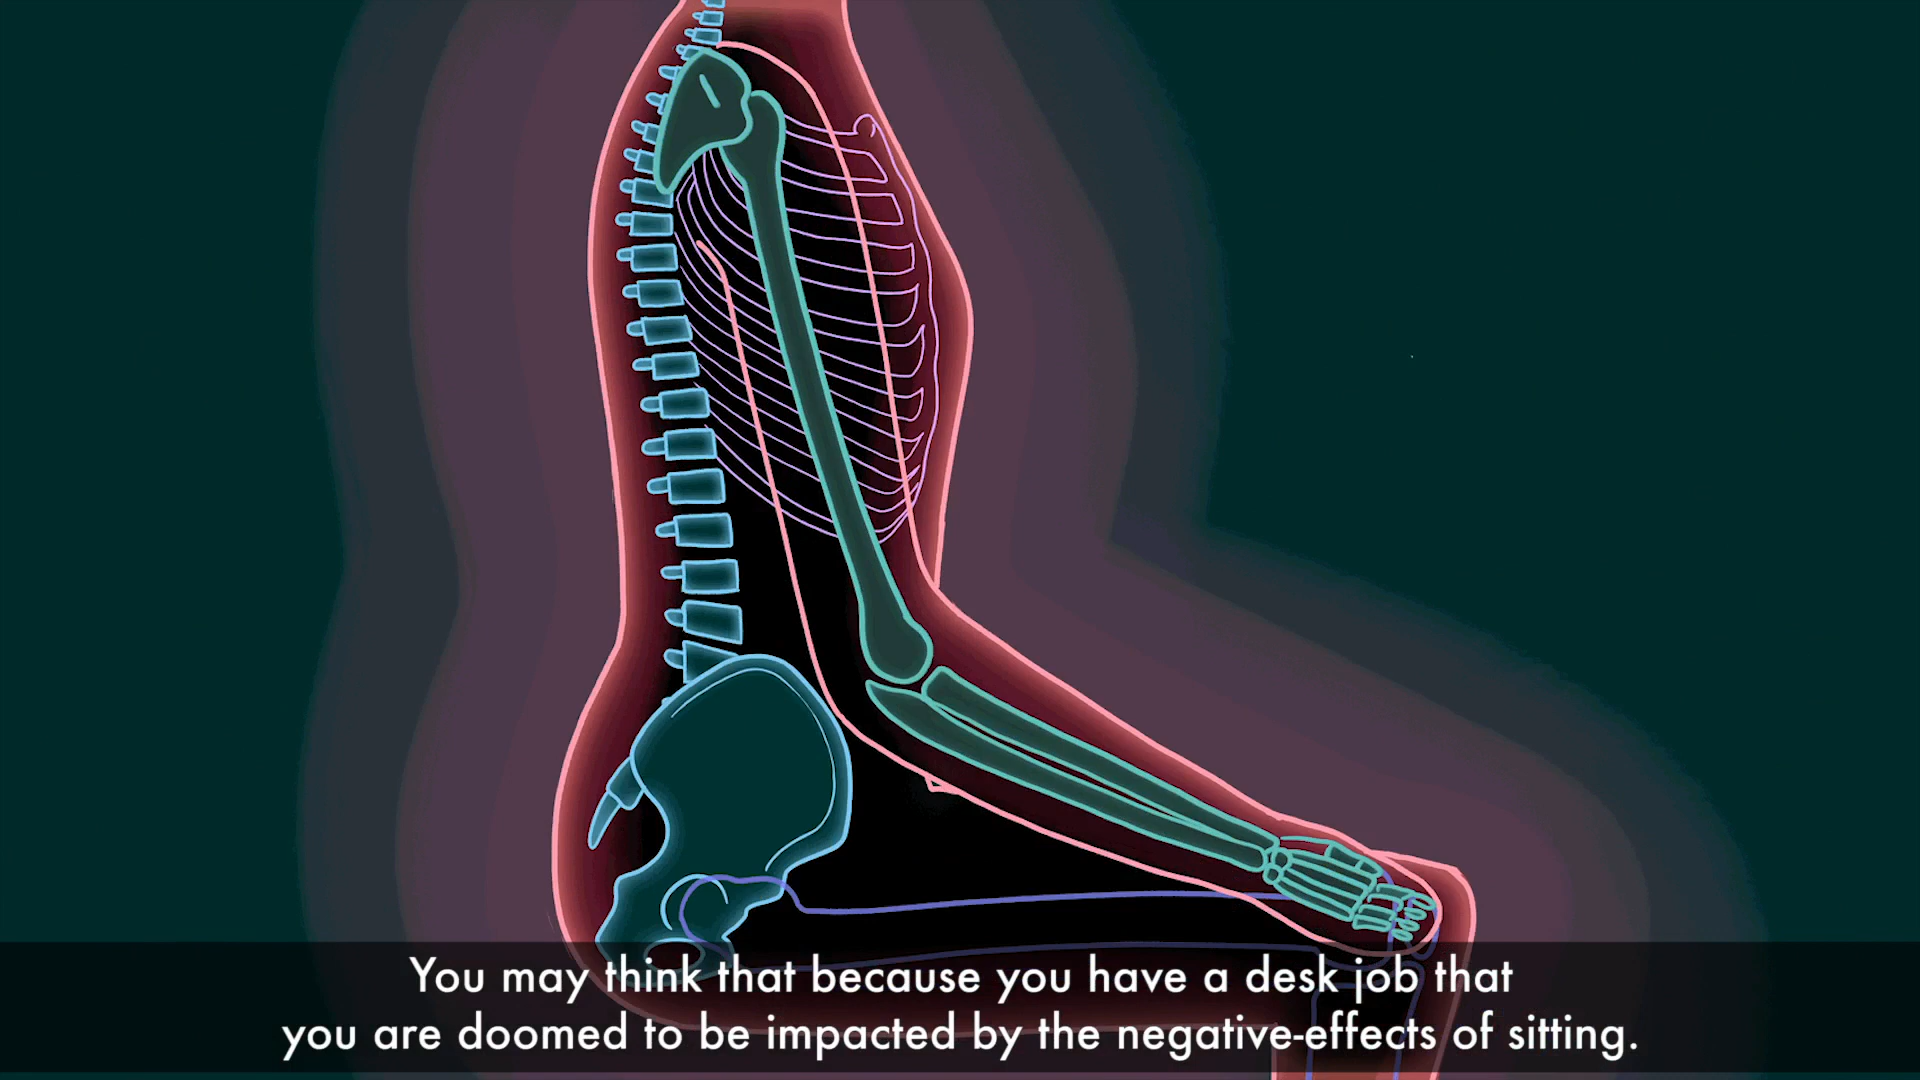 You may think that because you have a desk job that
you are doomed to be impacted by the negative-effects of sitting.